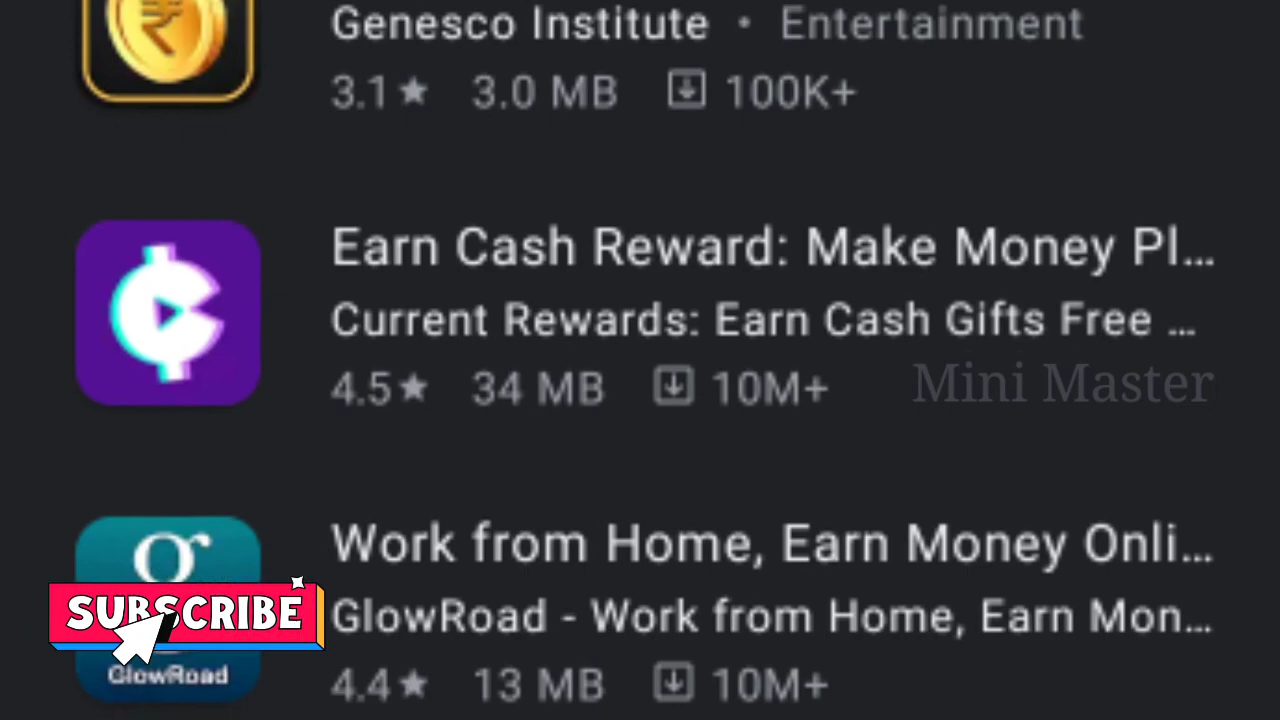 Genesco Institute • Entertainment
3.1★ 3.0 MB 100K+
Earn Cash Reward: Make Money Pl...
Current Rewards: Earn Cash Gifts Free ...
4.5★ 34 MB 10M+
Mini Master
Work from Home, Earn Money Onli...
GlowRoad - Work from Home, Earn Mon...
4.4★ 13 MB 10M+
g
SUBSCRIBE
GlowRoad